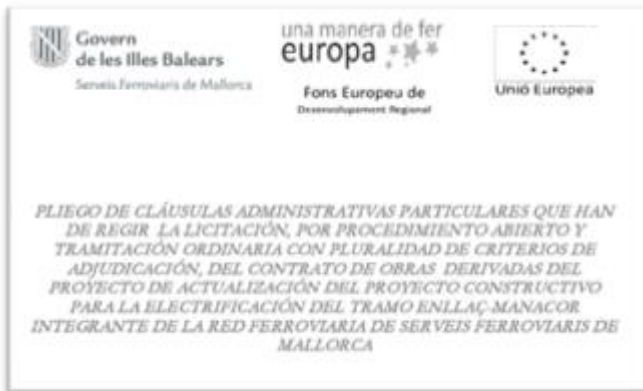 Govern
de les Illes Balears
Serveis Ferroviaris de Mallorca
una manera de fer
europa
Fons Europeu de
Desenvolupament Regional
Unió Europea
PLIEGO DE CLÁUSULAS ADMINISTRATIVAS PARTICULARES QUE HAN
DE REGIR LA LICITACIÓN, POR PROCEDIMIENTO ABIERTO Y
TRAMITACIÓN ORDINARIA CON PLURALIDAD DE CRITERIOS DE
ADJUDICACIÓN, DEL CONTRATO DE OBRAS DERIVADAS DEL
PROYECTO DE ACTUALIZACIÓN DEL PROYECTO CONSTRUCTIVO
PARA LA ELECTRIFICACIÓN DEL TRAMO ENLLAÇ-MANACOR
INTEGRANTE DE LA RED FERROVIARIA DE SERVEIS FERROVIARIS DE
MALLORCA